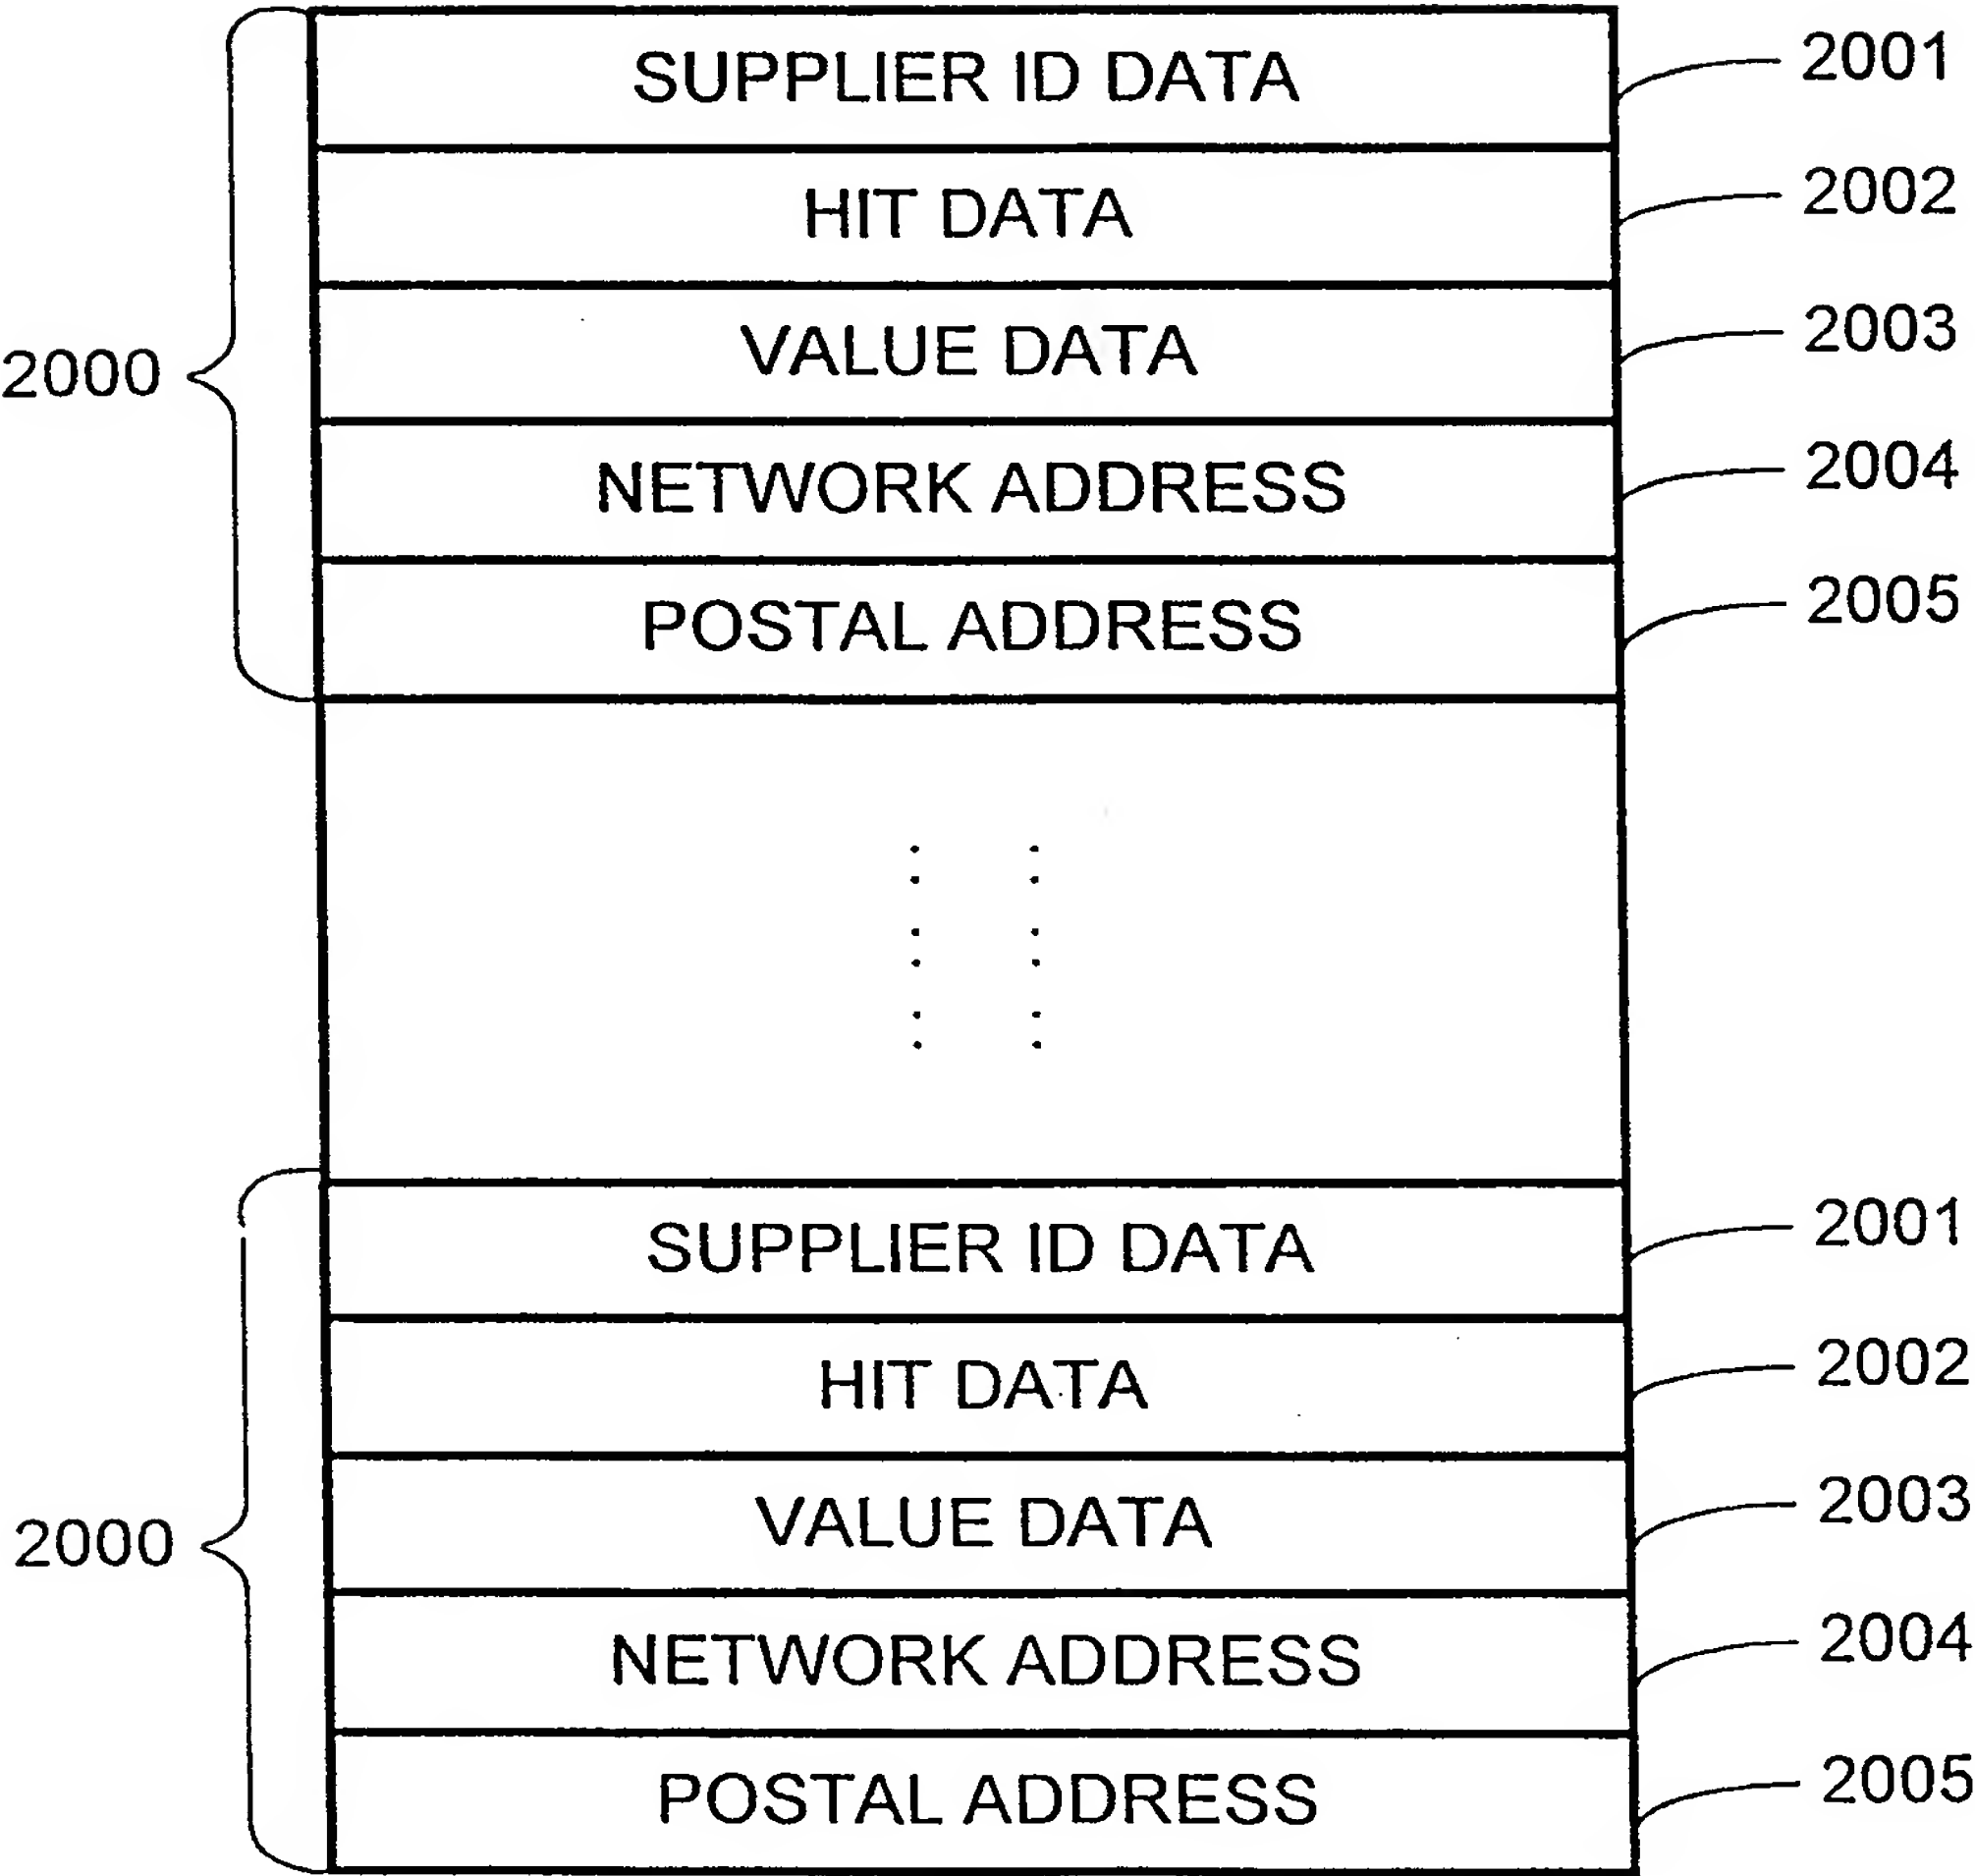 SUPPLIER ID DATA 2001
HIT DATA 2002
VALUE DATA 2003
2000
NETWORK ADDRESS 2004
POSTAL ADDRESS 2005
SUPPLIER ID DATA 2001
HIT DATA 2002
VALUE DATA 2003
2000
NETWORK ADDRESS 2004
POSTAL ADDRESS 2005